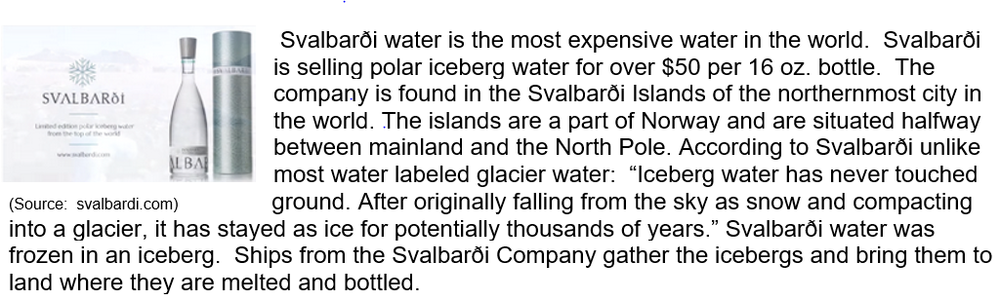 SVALBARÐI
Limited edition polar iceberg water
from the top of the world
www.svalbardi.com
ALBAR
Svalbarði water is the most expensive water in the world. Svalbarði
is selling polar iceberg water for over $50 per 16 oz. bottle. The
company is found in the Svalbarði Islands of the northernmost city in
the world. The islands are a part of Norway and are situated halfway
between mainland and the North Pole. According to Svalbarði unlike
most water labeled glacier water: “Iceberg water has never touched
(Source: svalbardi.com)
ground. After originally falling from the sky as snow and compacting
into a glacier, it has stayed as ice for potentially thousands of years.” Svalbarði water was
frozen in an iceberg. Ships from the Svalbarði Company gather the icebergs and bring them to
land where they are melted and bottled.